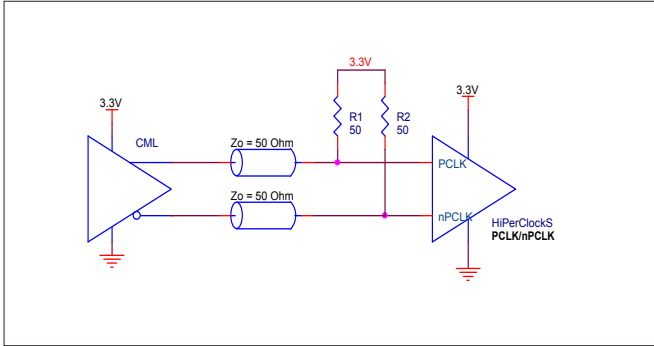 3.3V
3.3V
3.3V
R1
50
R2
50
CML
Zo = 50 Ohm
PCLK
Zo = 50 Ohm
nPCLK
HiPerClockS
PCLK/nPCLK